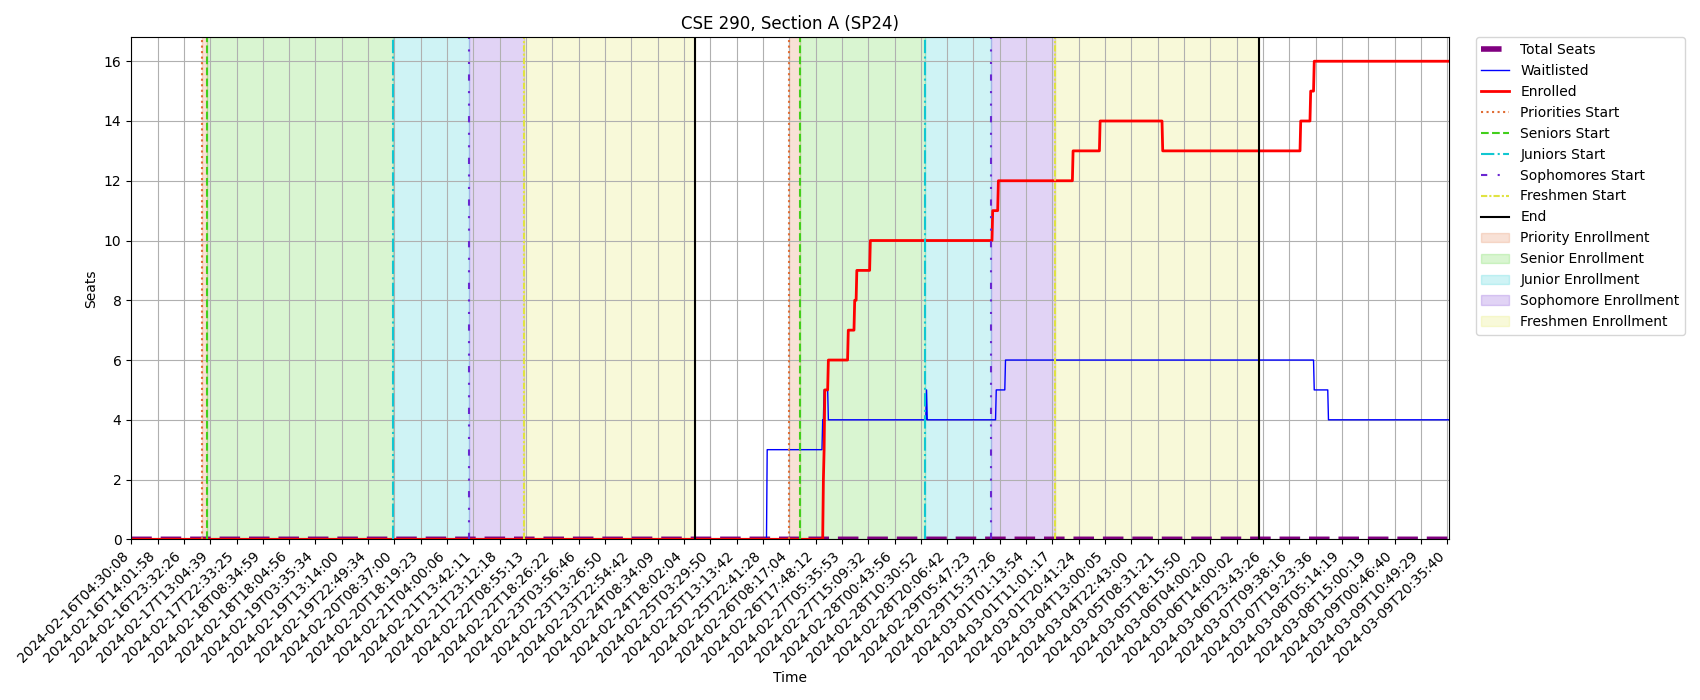 CSE 290, Section A (SP24)
Seats
16
14
12
10
8
6
4
2
0
2024-02-16T04:30:08
2024-02-16T14:01:58
2024-02-16T23:32:26
2024-02-17T13:04:39
2024-02-17T22:33:25
2024-02-18T08:34:59
2024-02-18T18:04:56
2024-02-19T03:35:34
2024-02-19T13:14:00
2024-02-19T22:49:34
2024-02-20T08:37:00
2024-02-20T18:19:23
2024-02-21T04:00:06
2024-02-21T13:42:11
2024-02-21T23:12:18
2024-02-22T08:55:13
2024-02-22T18:26:22
2024-02-23T03:56:46
2024-02-23T13:26:50
2024-02-23T22:54:42
2024-02-24T08:34:09
2024-02-24T18:02:04
2024-02-25T03:29:50
2024-02-25T13:13:42
2024-02-25T22:41:28
2024-02-26T08:17:04
2024-02-26T17:48:12
2024-02-27T05:35:53
2024-02-27T15:09:32
2024-02-28T00:43:56
2024-02-28T10:30:52
2024-02-28T20:06:42
2024-02-29T05:47:23
2024-02-29T15:37:26
2024-03-01T01:13:54
2024-03-01T11:01:17
2024-03-01T20:41:24
2024-03-04T13:00:05
2024-03-04T22:43:00
2024-03-05T08:31:21
2024-03-05T18:15:50
2024-03-06T04:00:20
2024-03-06T14:00:02
2024-03-06T23:43:26
2024-03-07T09:38:16
2024-03-07T19:23:36
2024-03-08T05:14:19
2024-03-08T15:00:19
2024-03-09T00:46:40
2024-03-09T10:49:29
2024-03-09T20:35:40
Time
Total Seats
Waitlisted
Enrolled
Priorities Start
Seniors Start
Juniors Start
Sophomores Start
Freshmen Start
End
Priority Enrollment
Senior Enrollment
Junior Enrollment
Sophomore Enrollment
Freshmen Enrollment